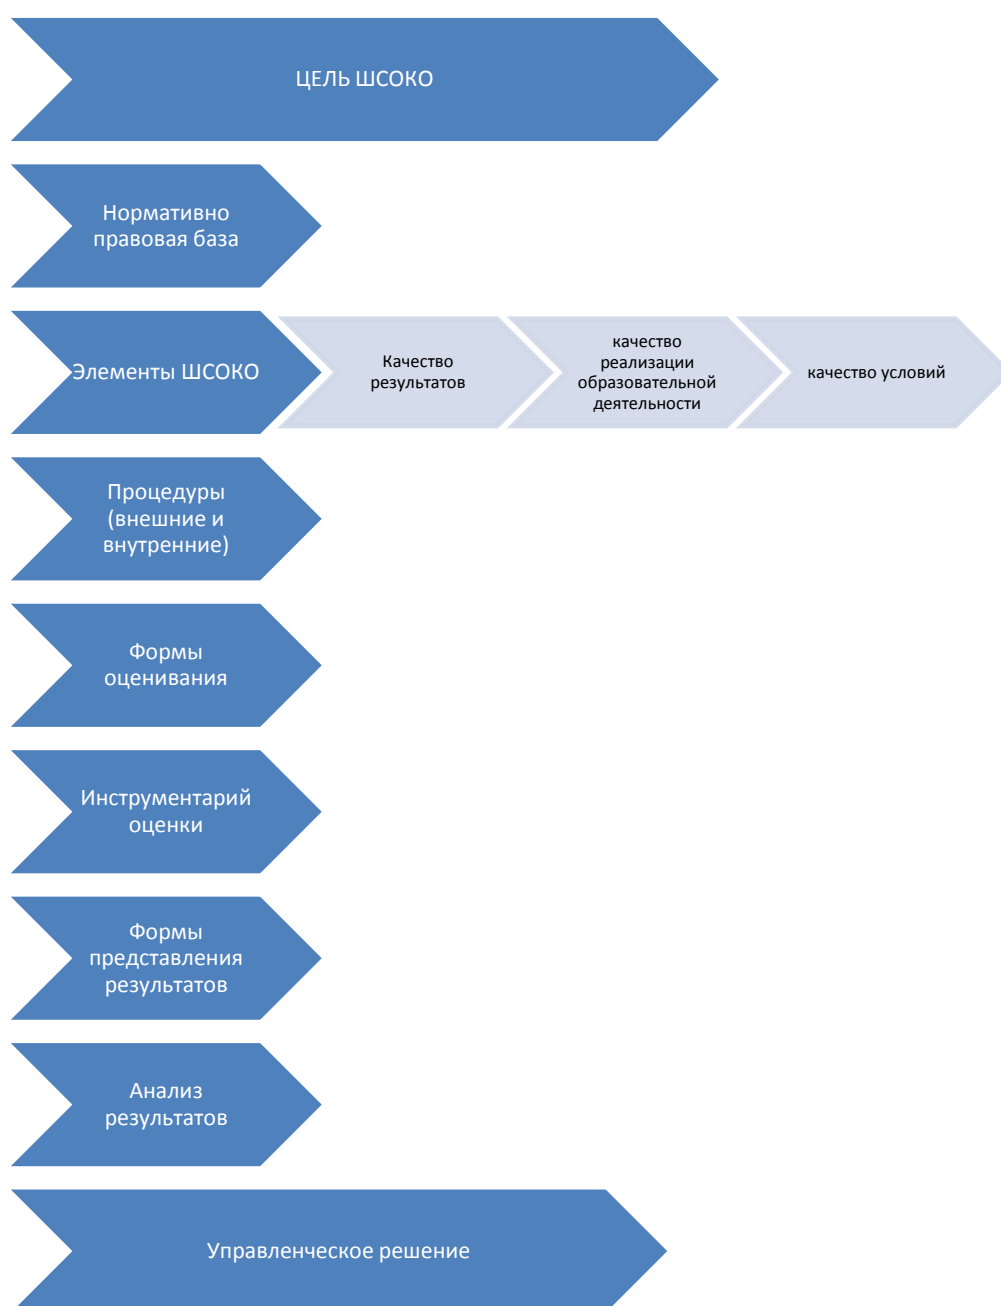 ЦЕЛЬ ШСОКО
Нормативно
правовая база
Элементы ШСОКО
Качество
результатов
качество
реализации
образовательной
деятельности
качество условий
Процедуры
(внешние и
внутренние)
Формы
оценивания
Инструментарий
оценки
Формы
представления
результатов
Анализ
результатов
Управленческое решение